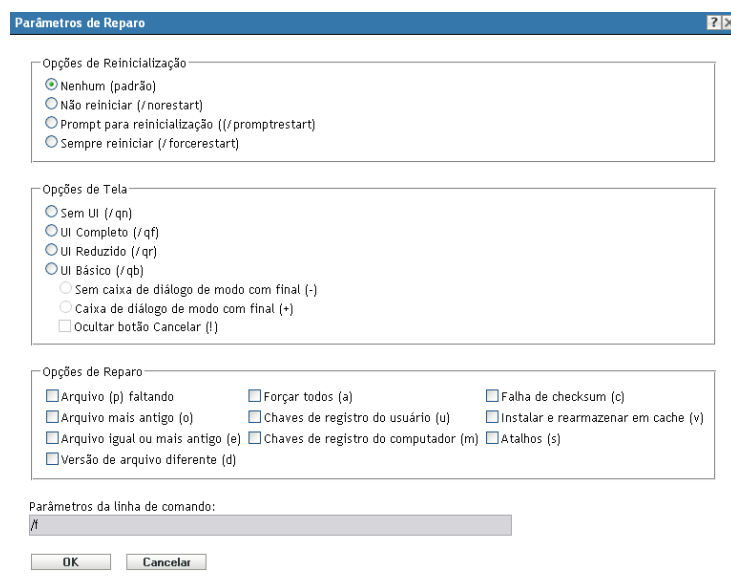 Parâmetros de Reparo
Opções de Reinicialização
Nenhum (padrão)
Não reiniciar (/norestart)
Prompt para reinicialização ((/promptrestart)
Sempre reiniciar (/forcerestart)
Opções de Tela
Sem UI (/qn)
UI Completo (/qf)
UI Reduzido (/qr)
UI Básico (/qb)
Sem caixa de diálogo de modo com final (-)
Caixa de diálogo de modo com final (+)
Ocultar botão Cancelar (!)
Opções de Reparo
Arquivo (p) faltando Forçar todos (a) Falha de checksum (c)
Arquivo mais antigo (o) Chaves de registro do usuário (u) Instalar e rearmazenar em cache (v)
Arquivo igual ou mais antigo (e) Chaves de registro do computador (m) Atalhos (s)
Versão de arquivo diferente (d)
Parâmetros da linha de comando:
/f
OK Cancelar